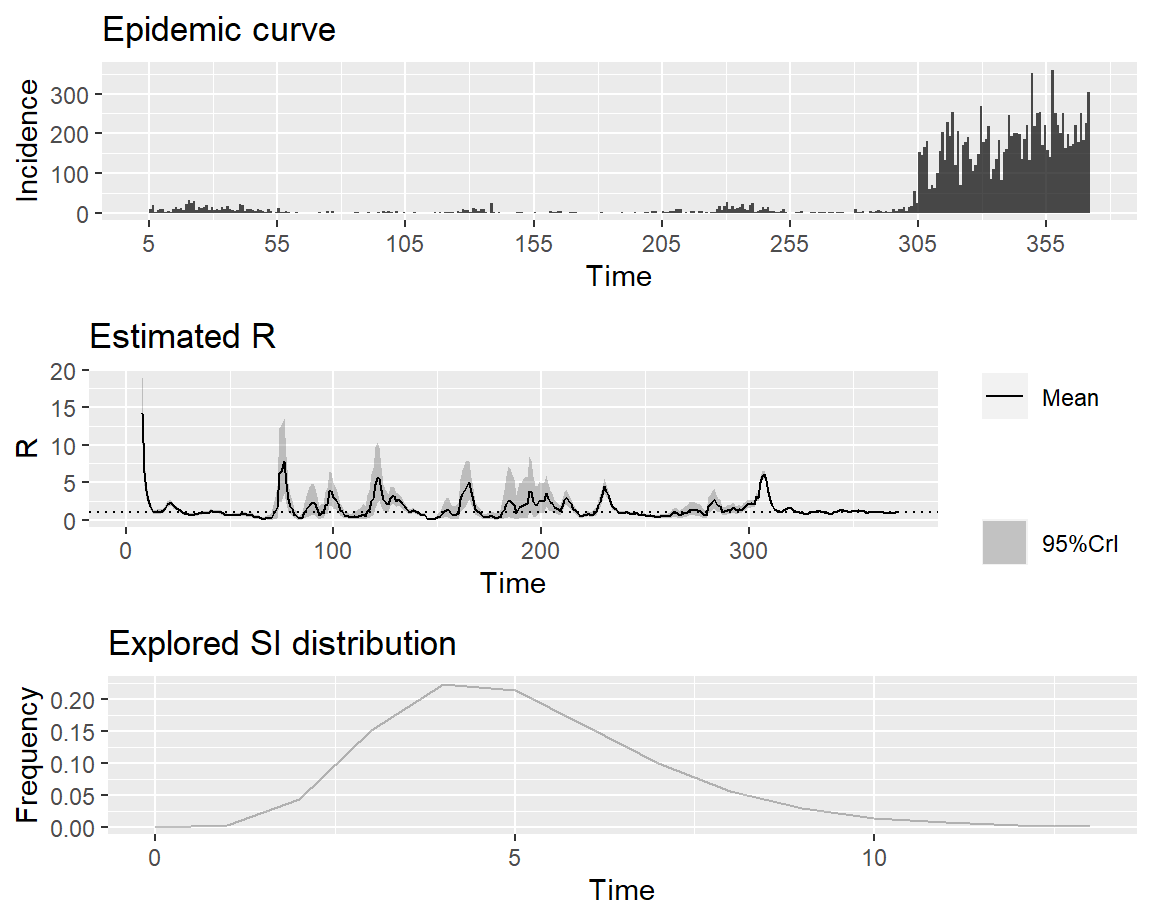 Epidemic curve
Incidence
300
200
100
0
5 55 105 155 205 255 305 355
Time
Estimated R
R
20
15
10
5
0
0 100 200 300
Time
Mean
95%CrI
Explored SI distribution
Frequency
0.20
0.15
0.10
0.05
0.00
0 5 10
Time